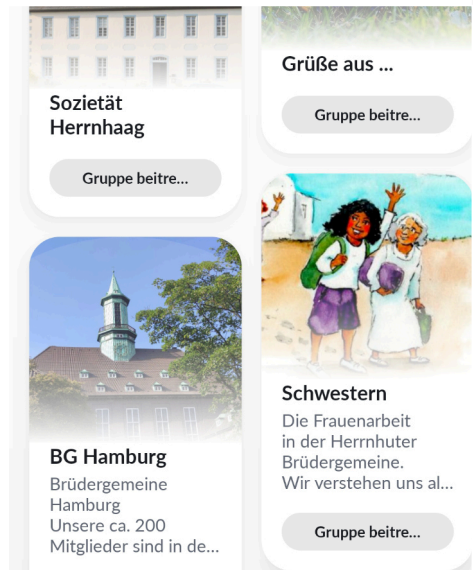 Sozietät
Herrnhaag
Gruppe beitre...
BG Hamburg
Brüdergemeine
Hamburg
Unsere ca. 200
Mitglieder sind in de...
Grüße aus ...
Gruppe beitre...
Schwestern
Die Frauenarbeit
in der Herrnhuter
Brüdergemeine.
Wir verstehen uns al...
Gruppe beitre...